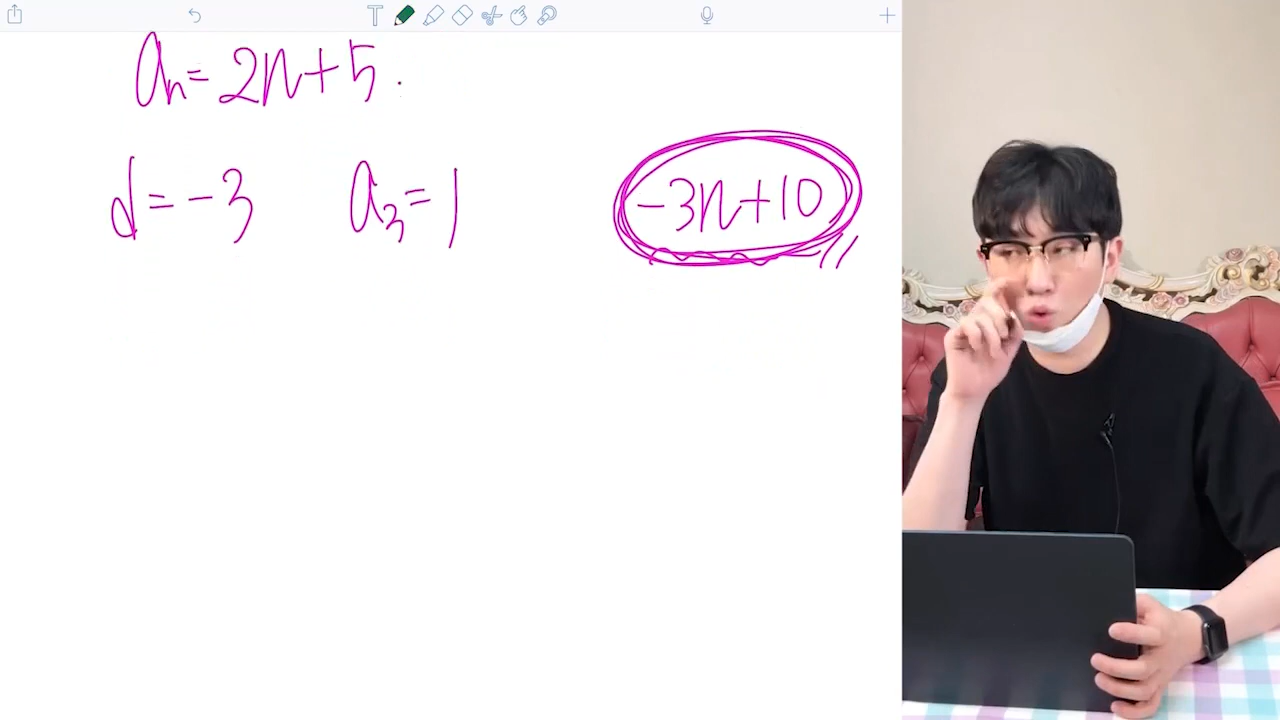 aₙ = 2n+5.
d = -3 a₃ = 1 -3n+10